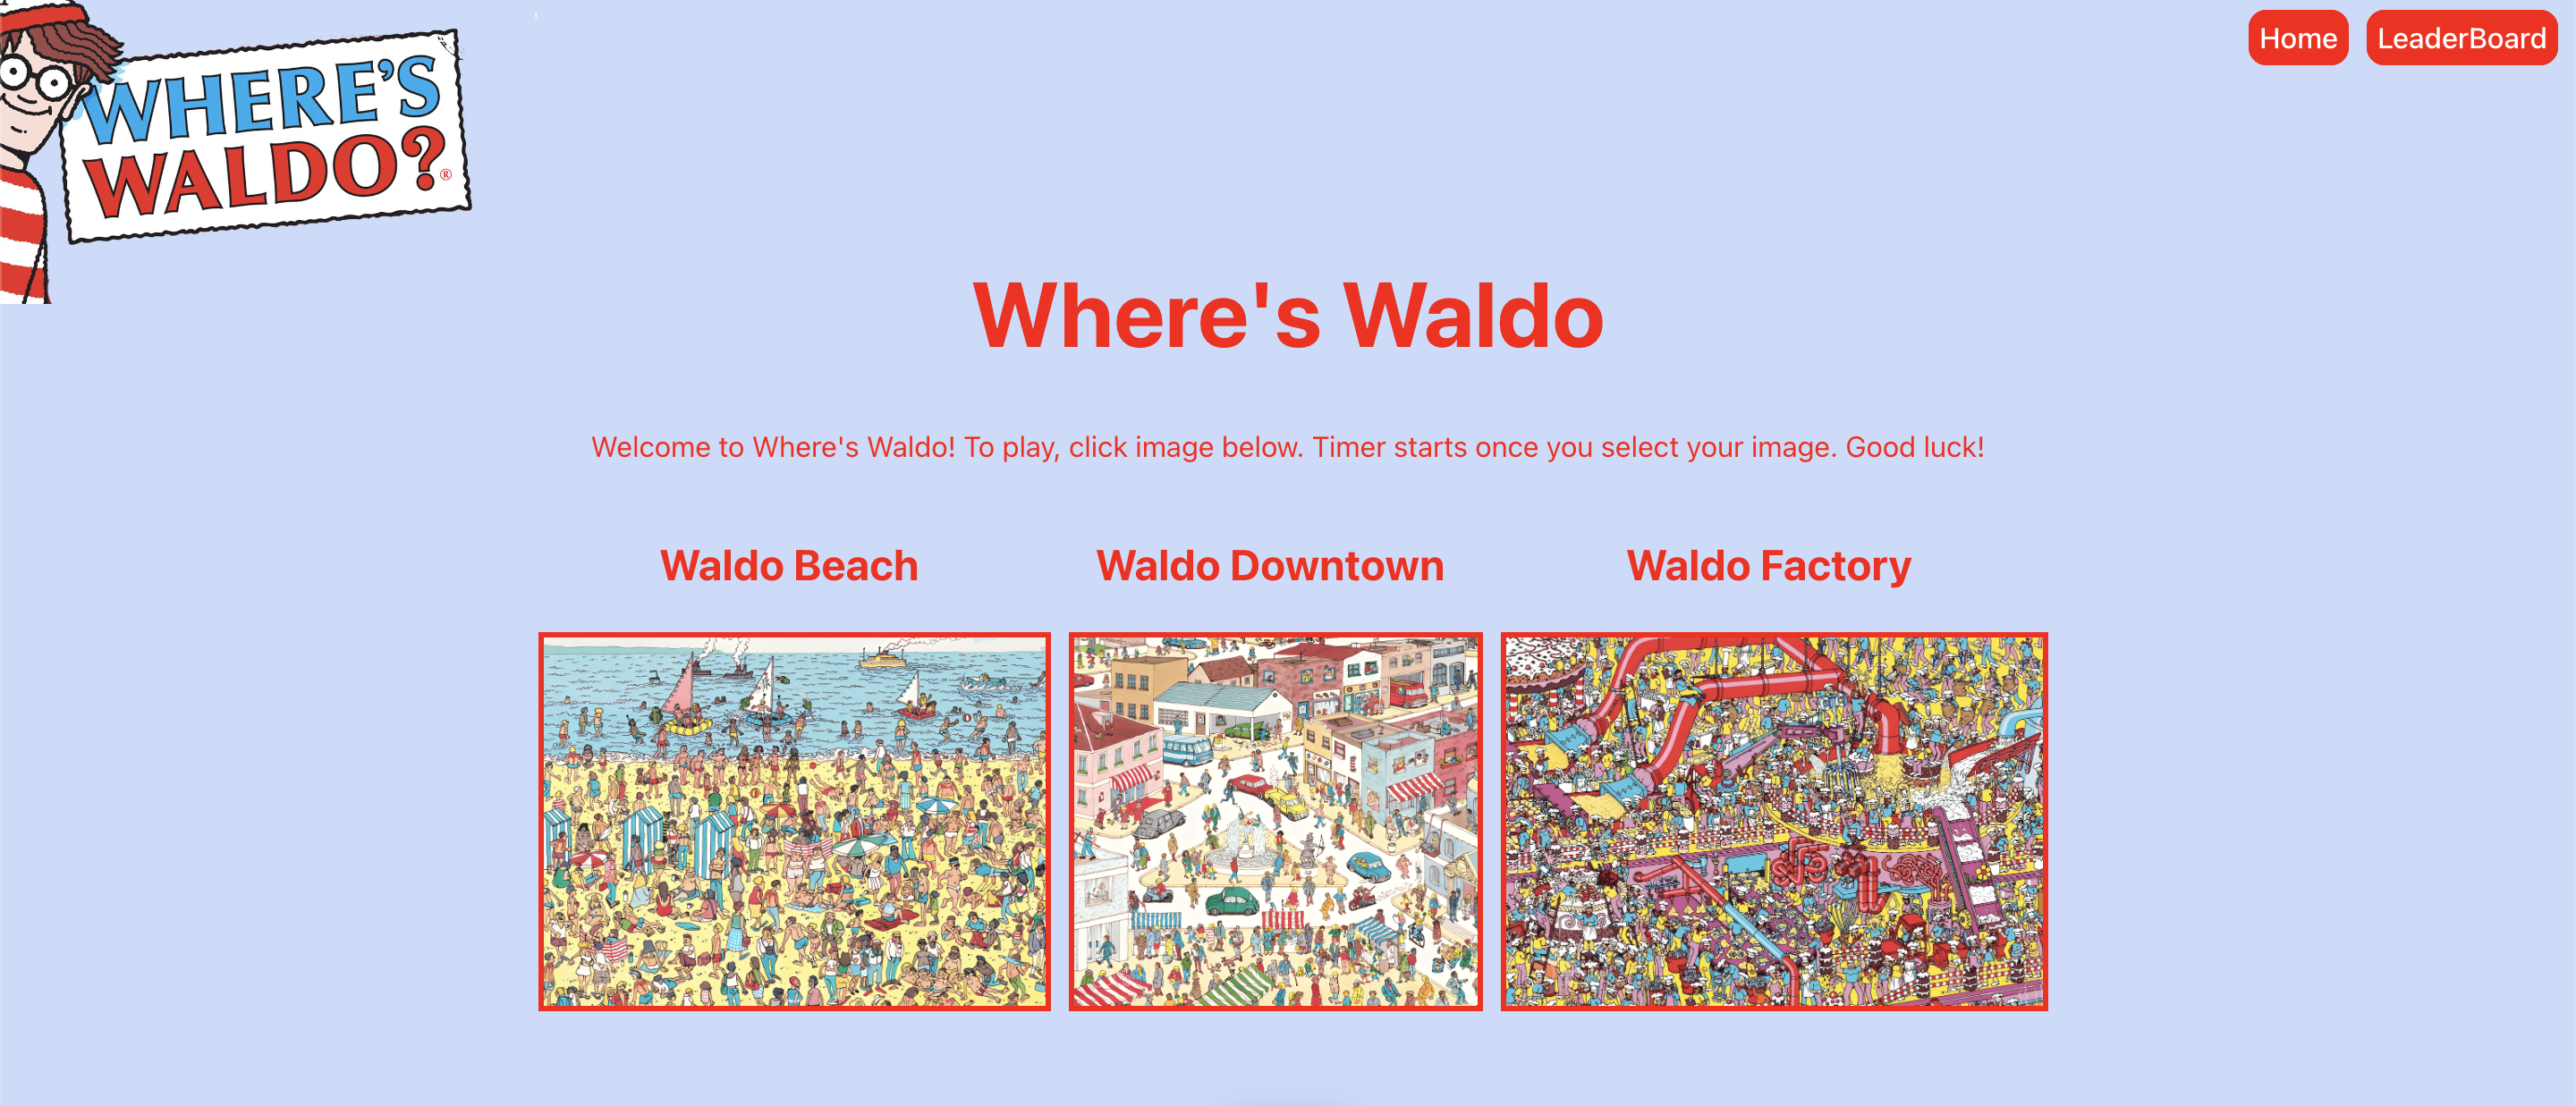 WHERE'S
WALDO?®
Home
LeaderBoard
Where's Waldo
Welcome to Where's Waldo! To play, click image below. Timer starts once you select your image. Good luck!
Waldo Beach
Waldo Downtown
Waldo Factory